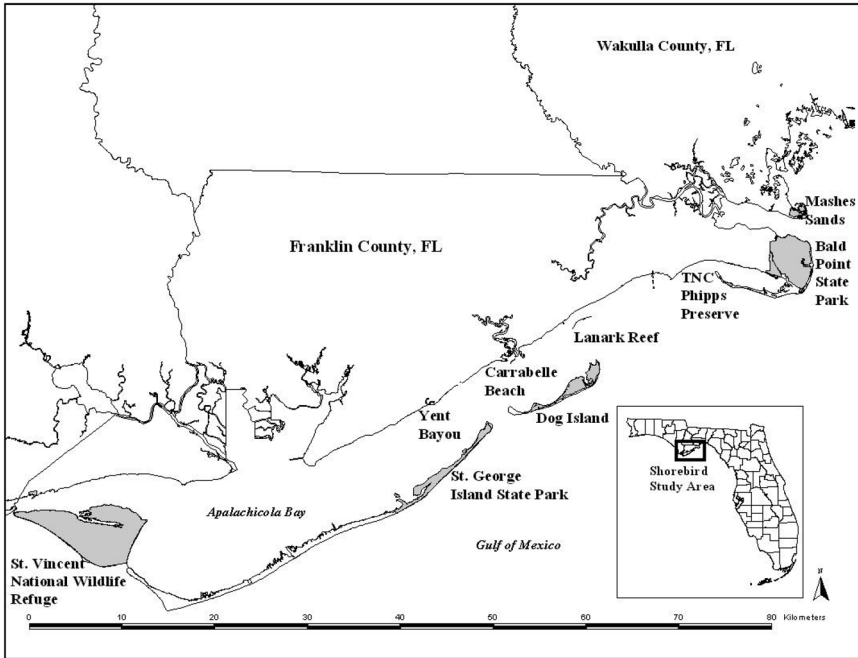 Wakulla County, FL
Mashes
Sands
Franklin County, FL
Bald
Point
State
Park
TNC
Phipps
Preserve
Lanark Reef
Carrabelle
Beach
Dog Island
Yent
Bayou
St. George
Island State Park
Apalachicola Bay
Gulf of Mexico
St. Vincent
National Wildlife
Refuge
Shorebird
Study Area
N
0 10 20 30 40 50 60 70 80 Kilometers